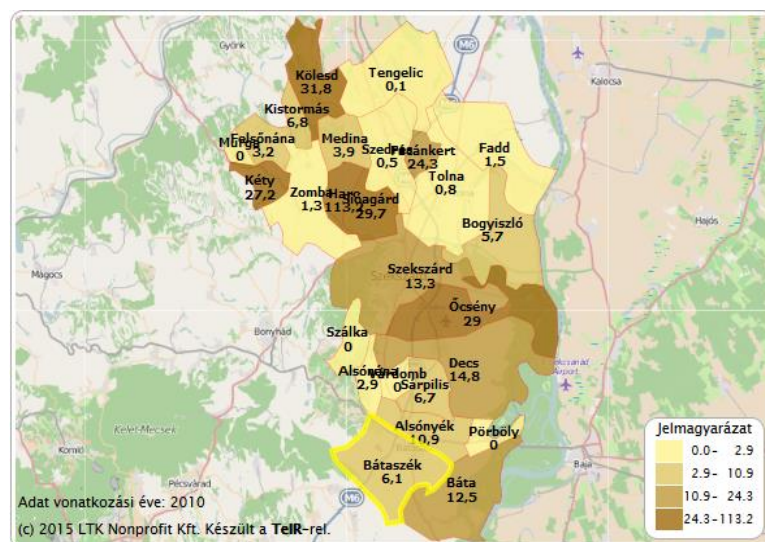 Gyönk
Kölesd
31,8
Tengelic
0,1
M6
Kalocsa
Kistormás
6,8
Felsőnána
3,2
Murga
0
Medina
3,9
Szedres
0,5
Fácánkert
24,3
Fadd
1,5
Kéty
27,2
Zomba
1,3
Harc
113,2
Sióagárd
29,7
Tolna
0,8
Bogyiszló
5,7
Hajós
Mágocs
Szekszárd
13,3
Őcsény
29
Bonyhád
Szálka
0
Decs
14,8
Alsónána
2,9
Várdomb
0
Sárpilis
6,7
Airport
Alsónyék
10,9
Pörböly
0
Kelet-Mecsek
Komló
Pécsvárad
Bátaszék
6,1
Báta
12,5
Baja
M6
Jelmagyarázat
0.0- 2.9
2.9- 10.9
10.9- 24.3
24.3-113.2
Adat vonatkozási éve: 2010
(c) 2015 LTK Nonprofit Kft. Készült a TeIR-rel.